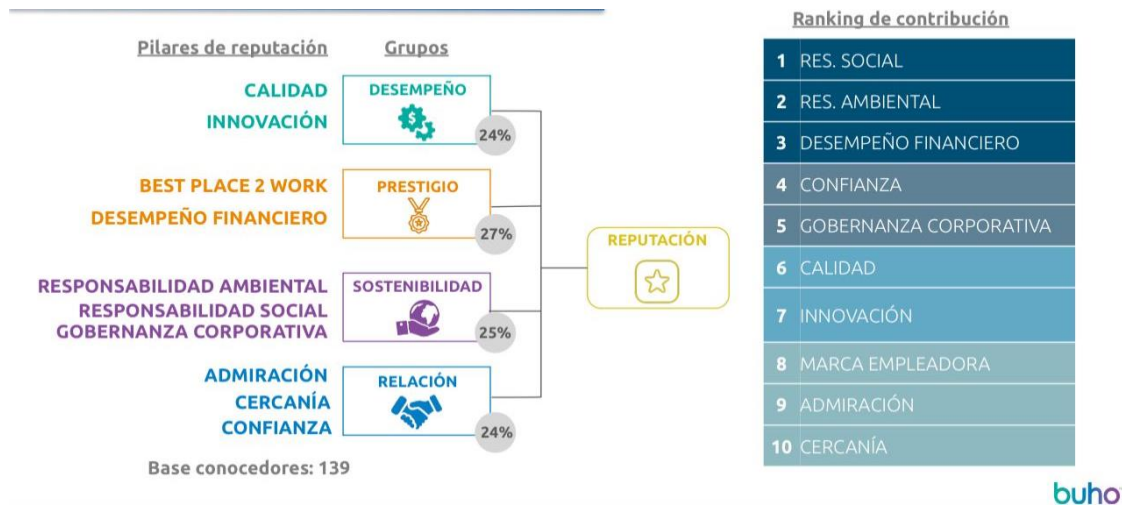 Pilares de reputación
Grupos
CALIDAD
INNOVACIÓN
DESEMPEÑO
$
24%
BEST PLACE 2 WORK
DESEMPEÑO FINANCIERO
PRESTIGIO
27%
RESPONSABILIDAD AMBIENTAL
RESPONSABILIDAD SOCIAL
GOBERNANZA CORPORATIVA
SOSTENIBILIDAD
25%
ADMIRACIÓN
CERCANÍA
CONFIANZA
RELACIÓN
24%
REPUTACIÓN
Base conocedores: 139
Ranking de contribución
1 RES. SOCIAL
2 RES. AMBIENTAL
3 DESEMPEÑO FINANCIERO
4 CONFIANZA
5 GOBERNANZA CORPORATIVA
6 CALIDAD
7 INNOVACIÓN
8 MARCA EMPLEADORA
9 ADMIRACIÓN
10 CERCANÍA
buho